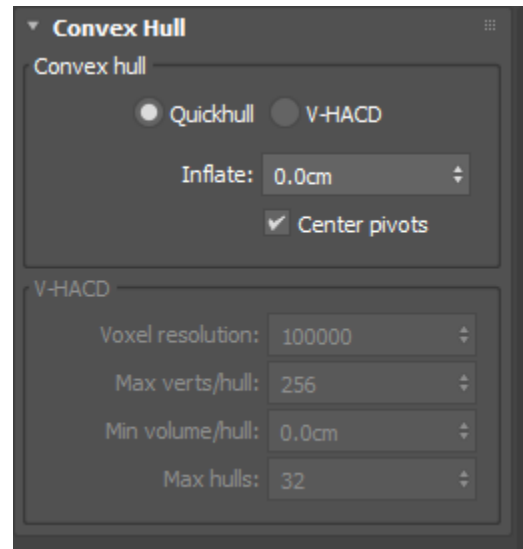 Convex Hull
Convex hull
Quickhull V-HACD
Inflate: 0.0cm
Center pivots
V-HACD
Voxel resolution: 100000
Max verts/hull: 256
Min volume/hull: 0.0cm
Max hulls: 32